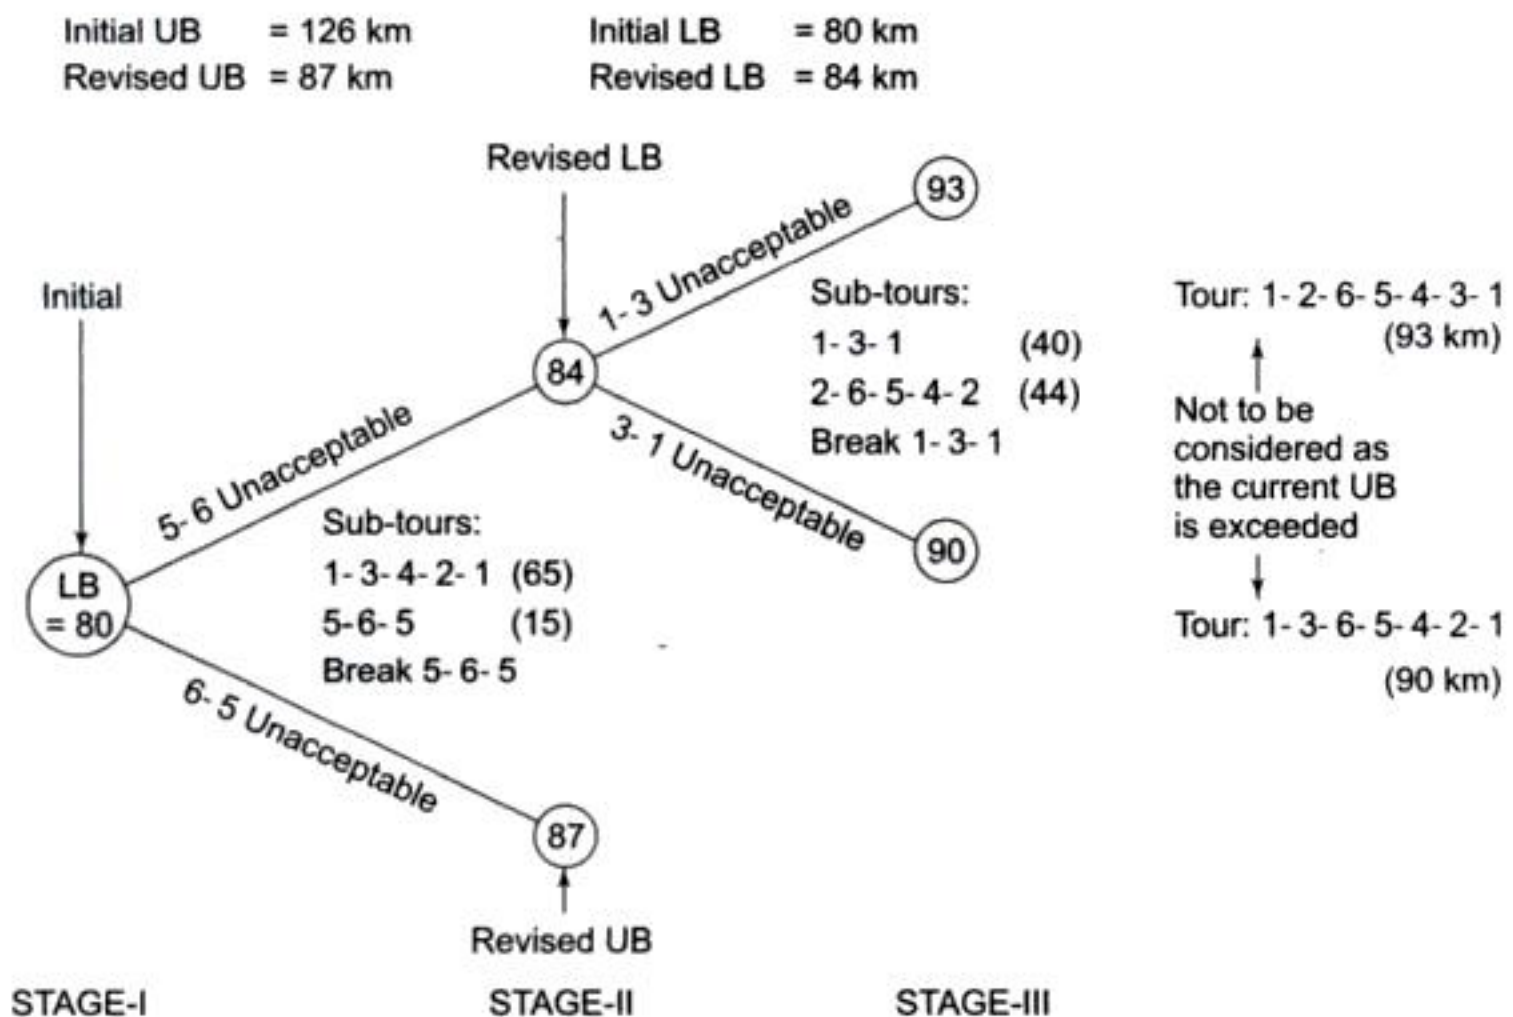 Initial UB = 126 km
Initial LB = 80 km
Revised UB = 87 km
Revised LB = 84 km
Revised LB
93
1- 3 Unacceptable
Initial
Sub-tours:
1- 3- 1 (40)
2- 6- 5- 4- 2 (44)
Break 1- 3- 1
Tour: 1- 2- 6- 5- 4- 3- 1
(93 km)
84
Not to be
considered as
the current UB
is exceeded
3- 1 Unacceptable
5- 6 Unacceptable
90
Sub-tours:
1- 3- 4- 2- 1 (65)
5-6- 5 (15)
Break 5- 6- 5
LB
= 80
Tour: 1- 3- 6- 5- 4- 2- 1
(90 km)
6- 5 Unacceptable
87
Revised UB
STAGE-I
STAGE-II
STAGE-III